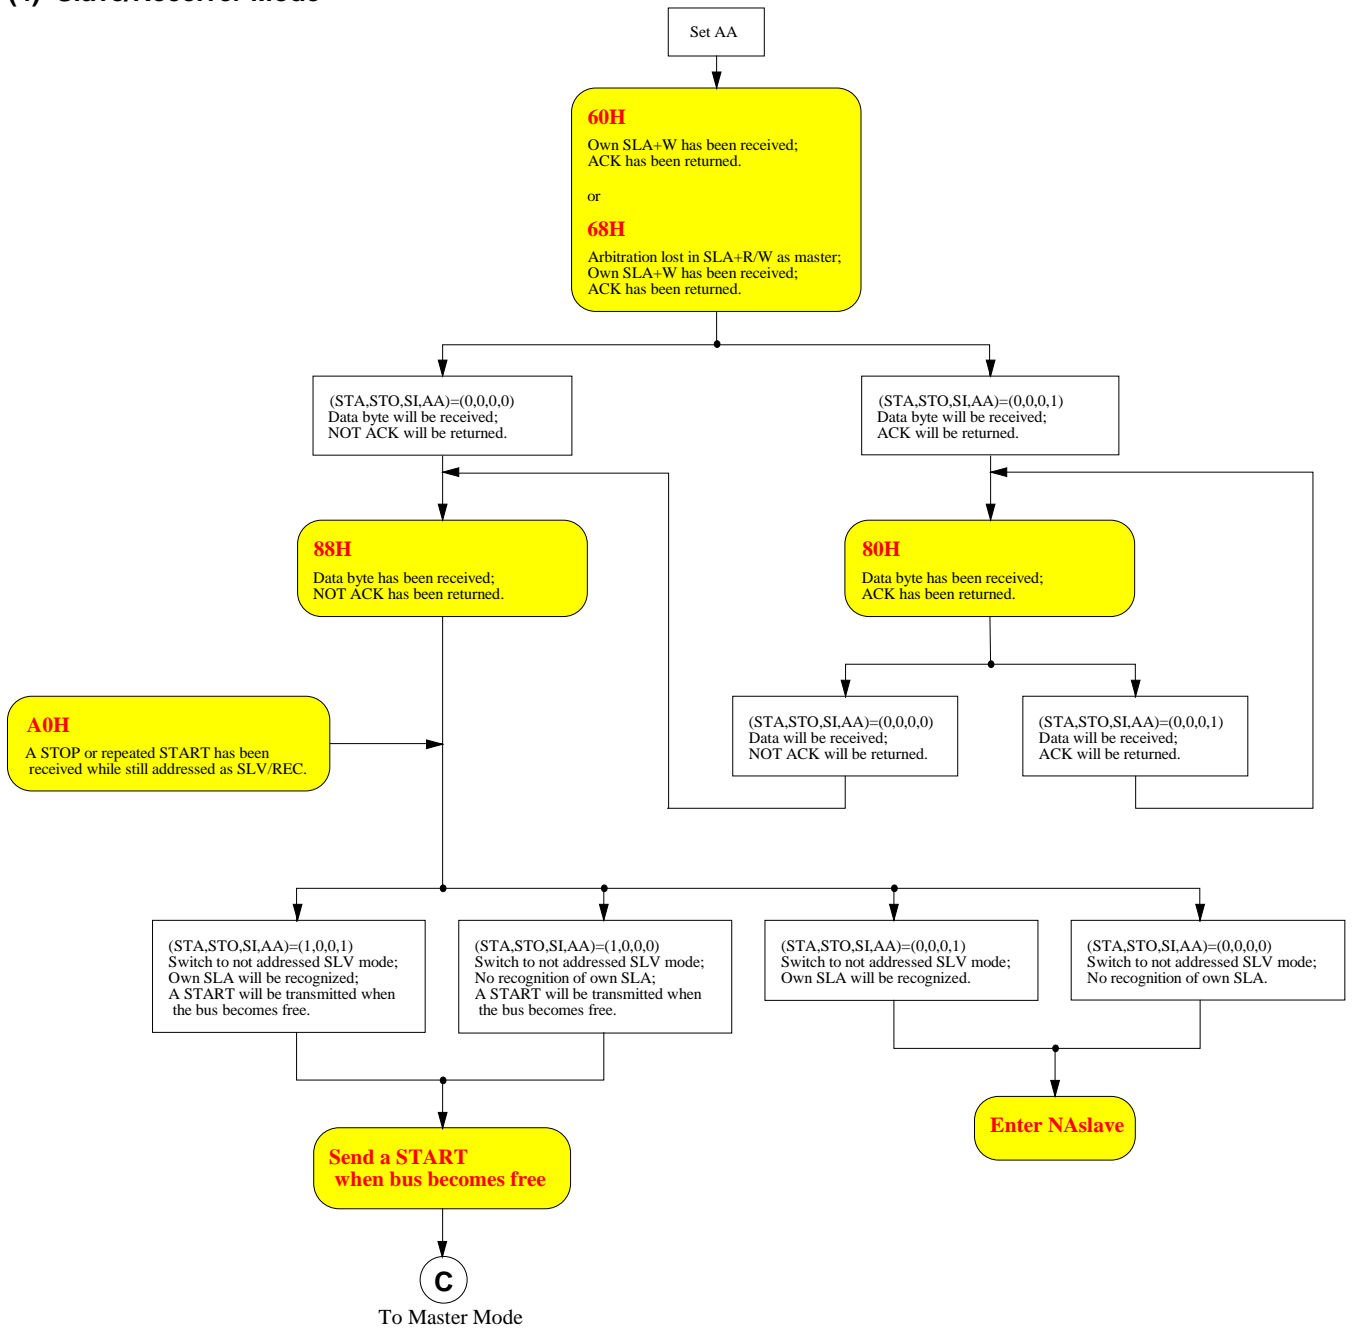 Set AA
60H
Own SLA+W has been received;
ACK has been returned.
or
68H
Arbitration lost in SLA+R/W as master;
Own SLA+W has been received;
ACK has been returned.
(STA,STO,SI,AA)=(0,0,0,0)
Data byte will be received;
NOT ACK will be returned.
(STA,STO,SI,AA)=(0,0,0,1)
Data byte will be received;
ACK will be returned.
88H
Data byte has been received;
NOT ACK has been returned.
80H
Data byte has been received;
ACK has been returned.
(STA,STO,SI,AA)=(0,0,0,0)
Data will be received;
NOT ACK will be returned.
(STA,STO,SI,AA)=(0,0,0,1)
Data will be received;
ACK will be returned.
A0H
A STOP or repeated START has been
received while still addressed as SLV/REC.
(STA,STO,SI,AA)=(1,0,0,1)
Switch to not addressed SLV mode;
Own SLA will be recognized;
A START will be transmitted when
the bus becomes free.
(STA,STO,SI,AA)=(1,0,0,0)
Switch to not addressed SLV mode;
No recognition of own SLA;
A START will be transmitted when
the bus becomes free.
(STA,STO,SI,AA)=(0,0,0,1)
Switch to not addressed SLV mode;
Own SLA will be recognized.
(STA,STO,SI,AA)=(0,0,0,0)
Switch to not addressed SLV mode;
No recognition of own SLA.
Send a START
when bus becomes free
Enter NAslave
C
To Master Mode